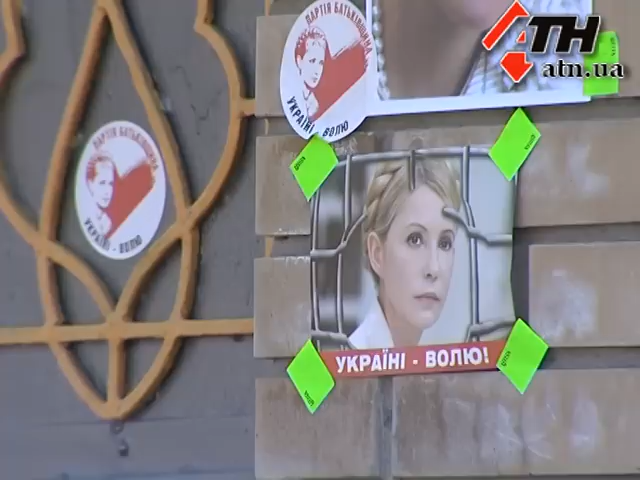 ПАРТІЯ БАТЬКІВЩИНА
УКРАЇНІ - ВОЛЮ
АТН
atn.ua
ПАРТІЯ БАТЬКІВЩИНА
УКРАЇНІ - ВОЛЮ
УКРАЇНІ - ВОЛЮ!